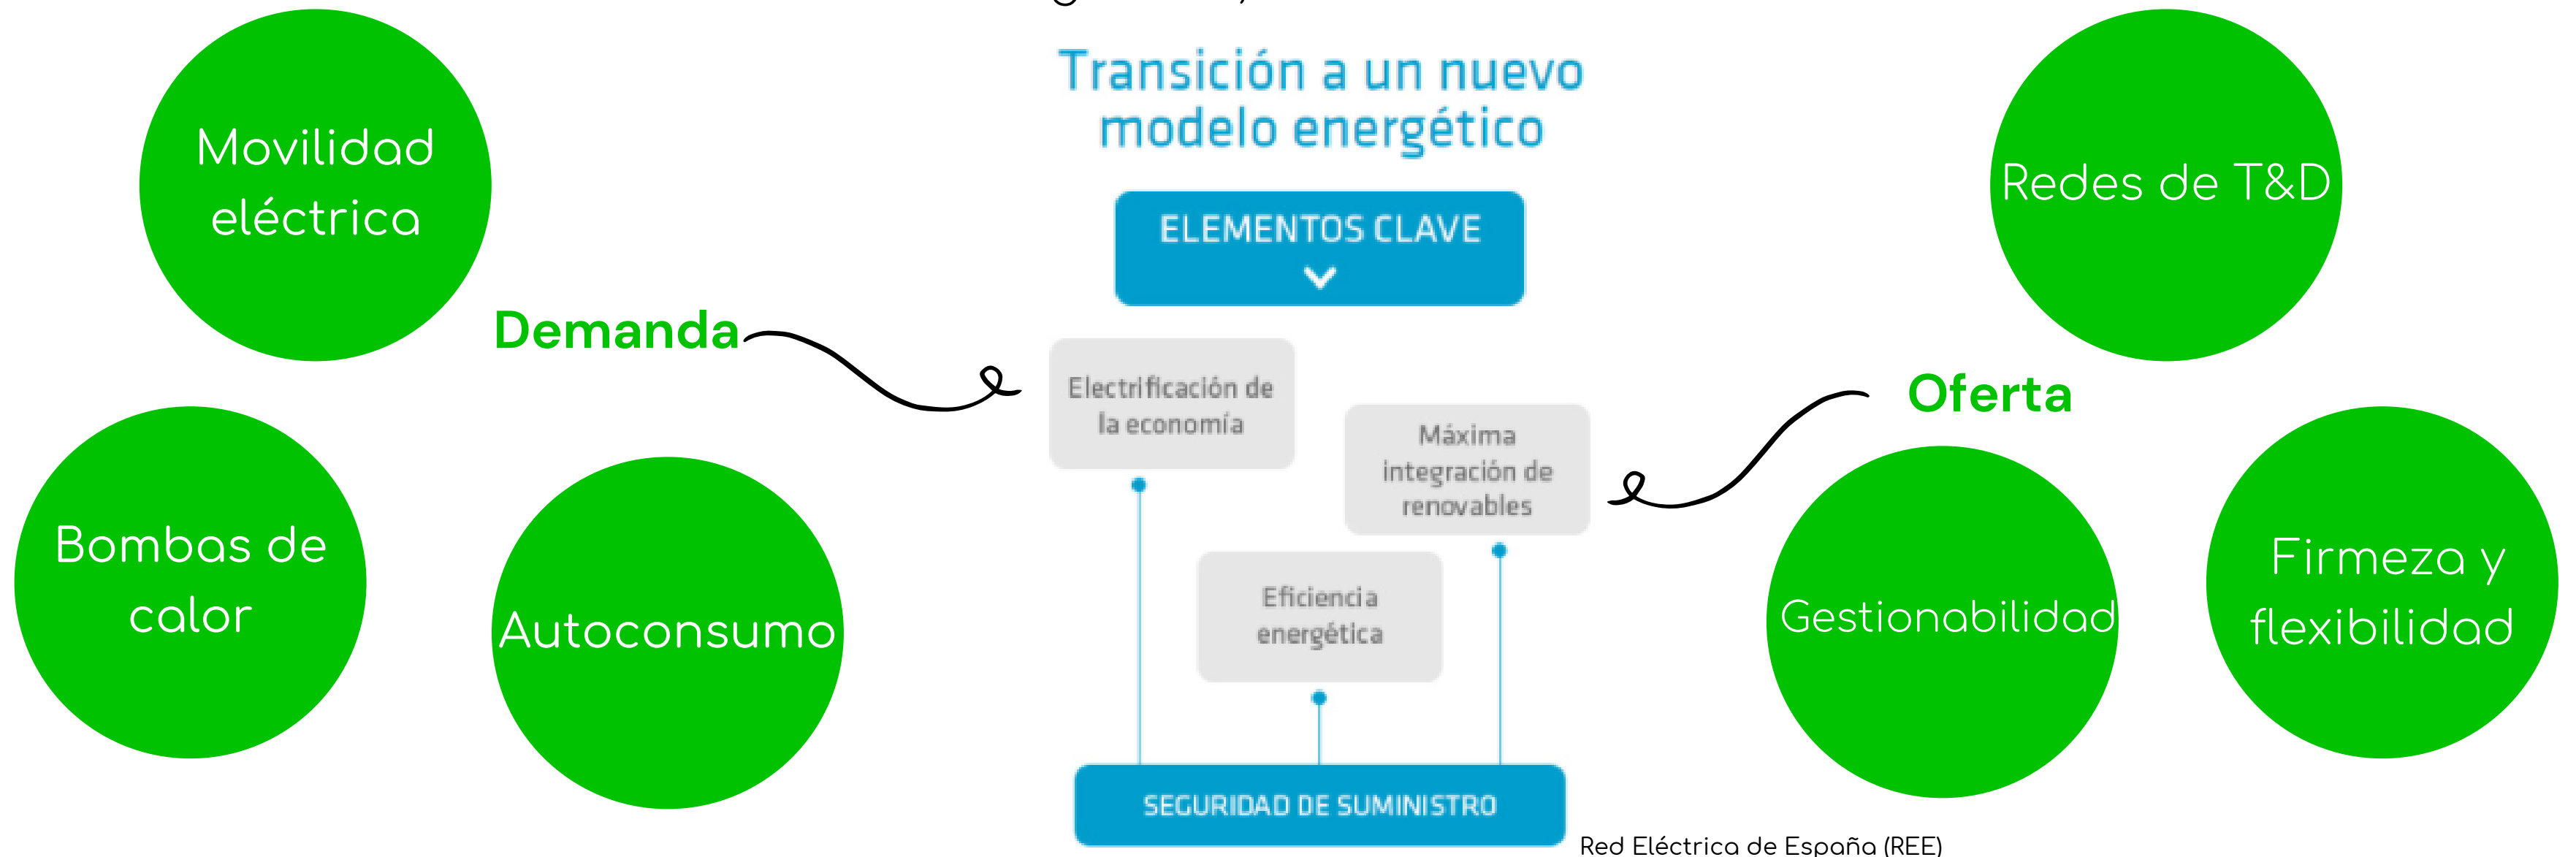 Transición a un nuevo
modelo energético
ELEMENTOS CLAVE
Movilidad
eléctrica
Demanda
Bombas de
calor
Autoconsumo
Electrificación de
la economía
Máxima
integración de
renovables
Eficiencia
energética
SEGURIDAD DE SUMINISTRO
Red Eléctrica de España (REE)
Redes de T&D
Oferta
Gestionabilidad
Firmeza y
flexibilidad